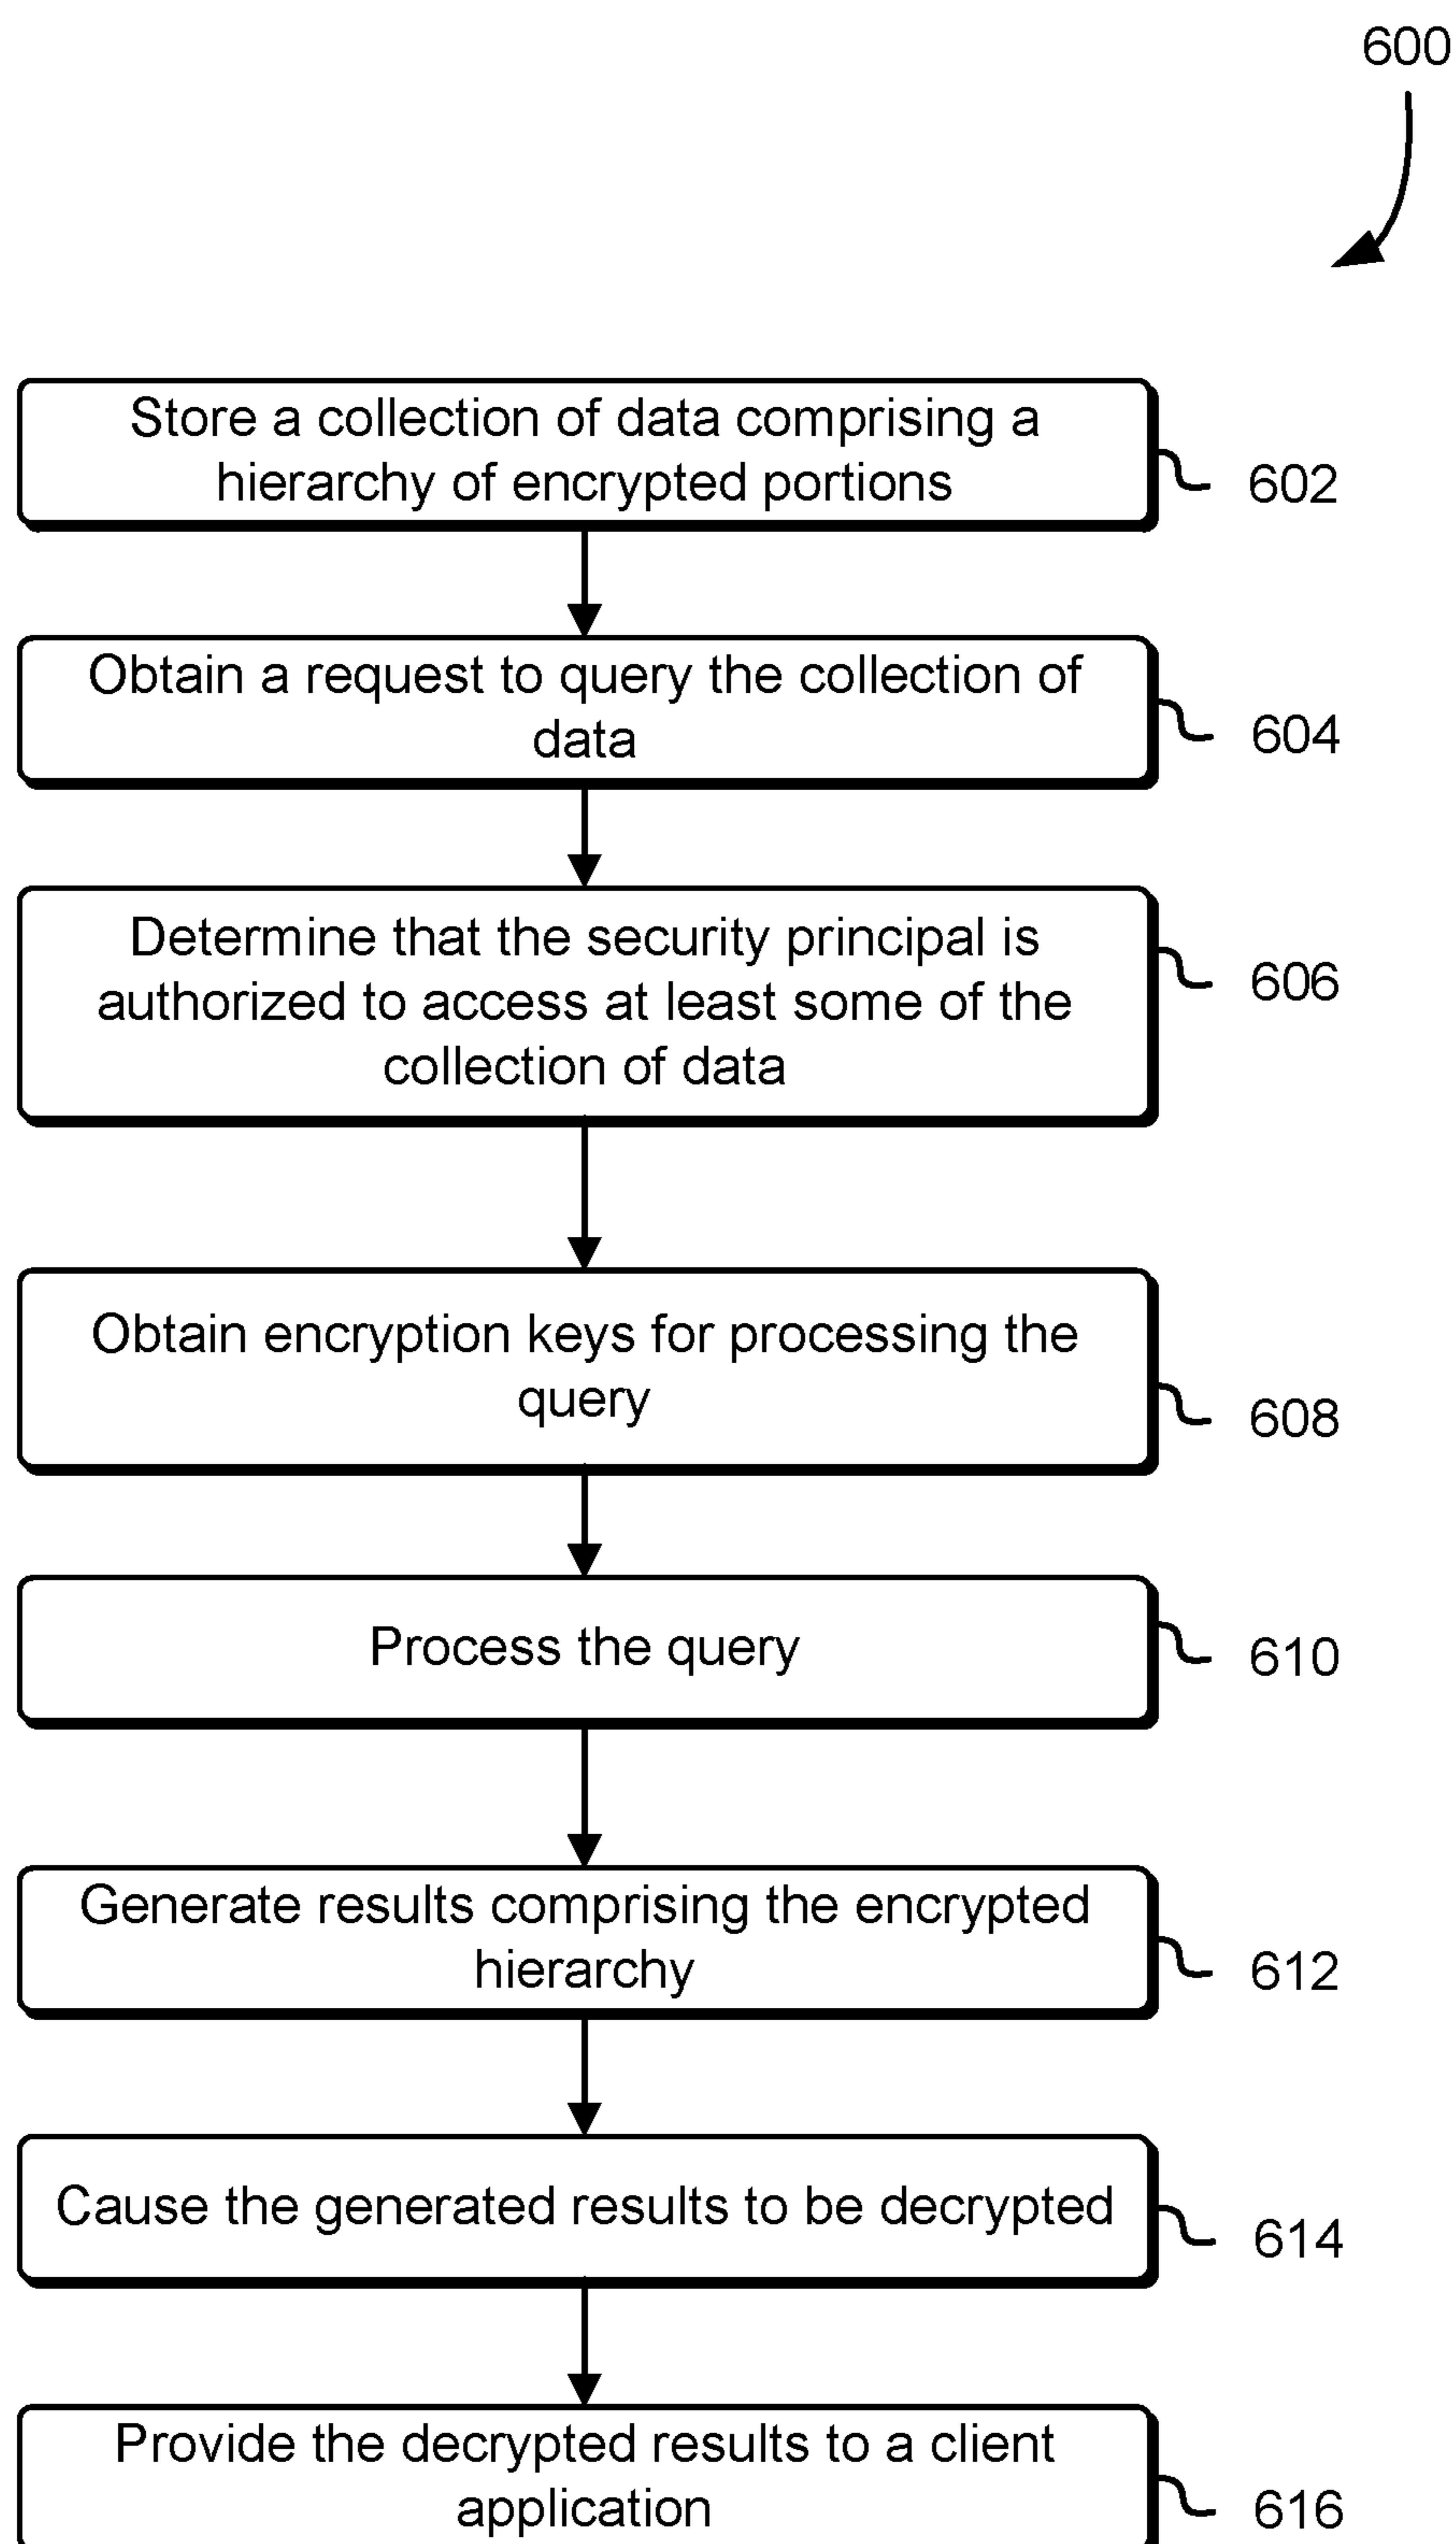 600
Store a collection of data comprising a
hierarchy of encrypted portions
602
Obtain a request to query the collection of
data
604
Determine that the security principal is
authorized to access at least some of the
collection of data
606
Obtain encryption keys for processing the
query
608
Process the query
610
Generate results comprising the encrypted
hierarchy
612
Cause the generated results to be decrypted
614
Provide the decrypted results to a client
application
616